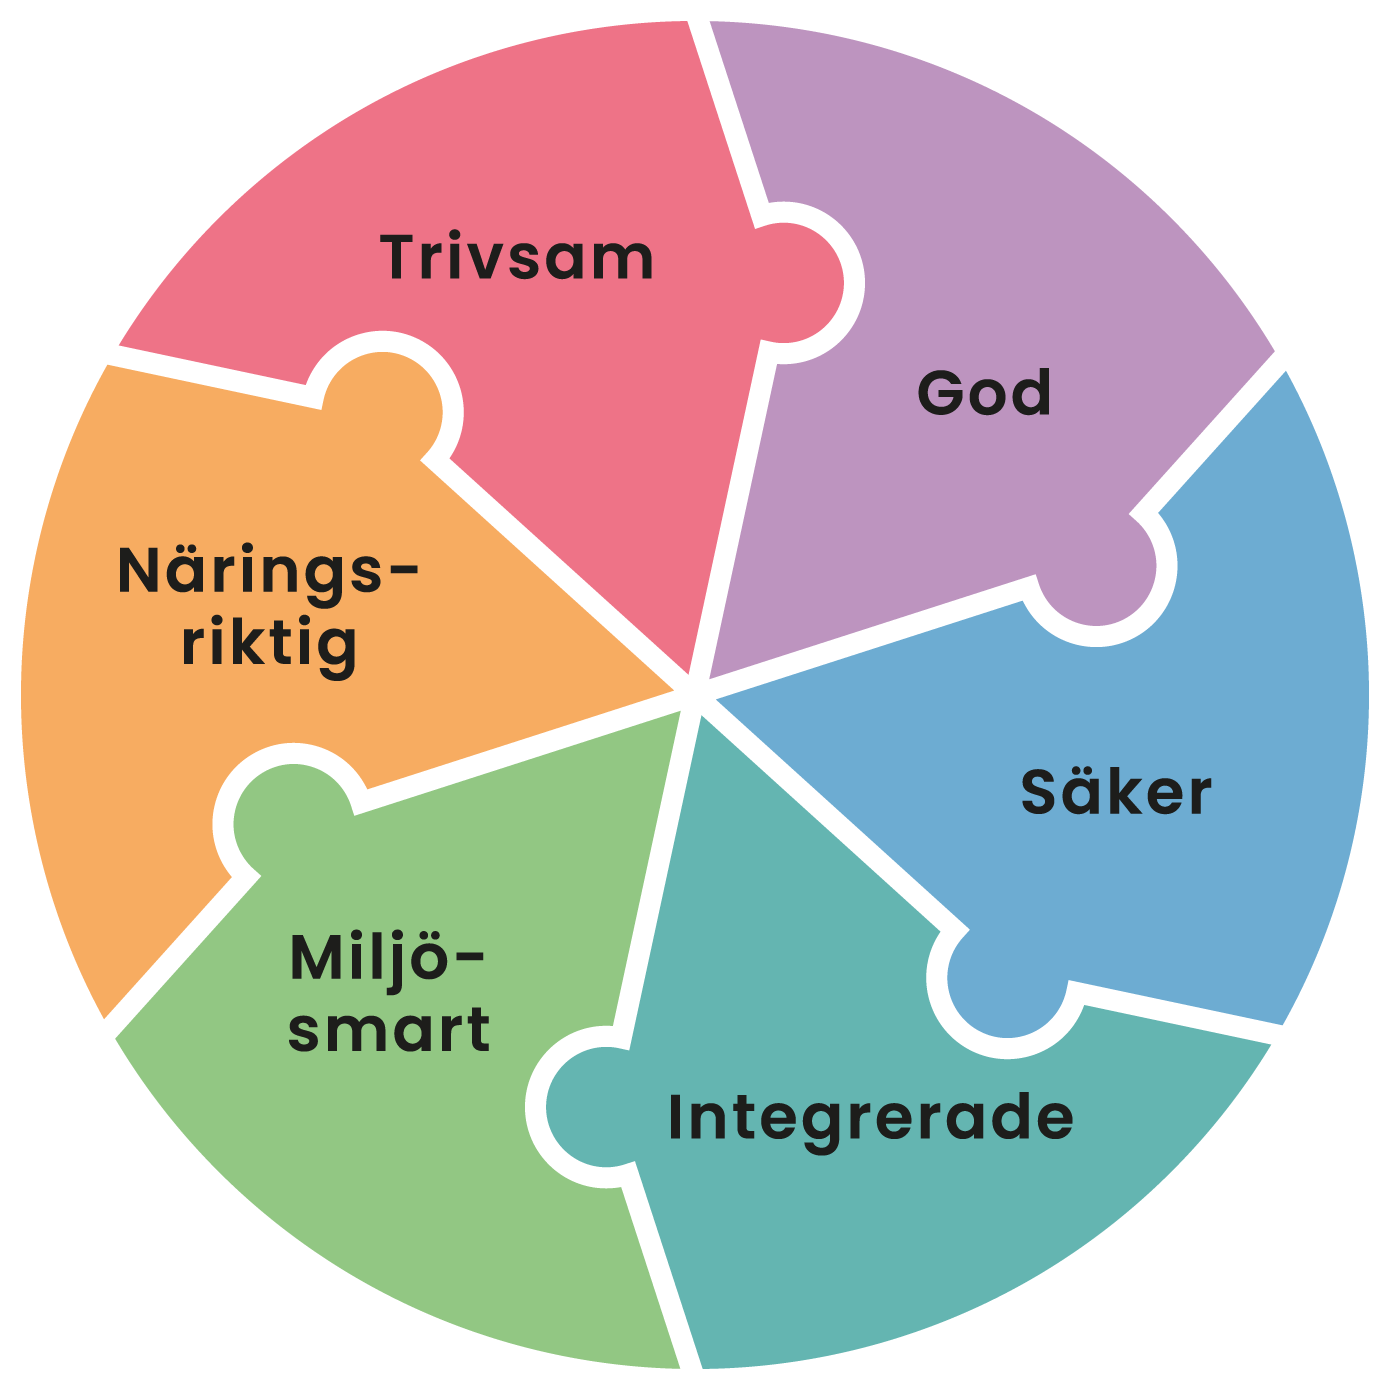 Trivsam
God
Närings-
riktig
Säker
Miljö-
smart
Integrerade